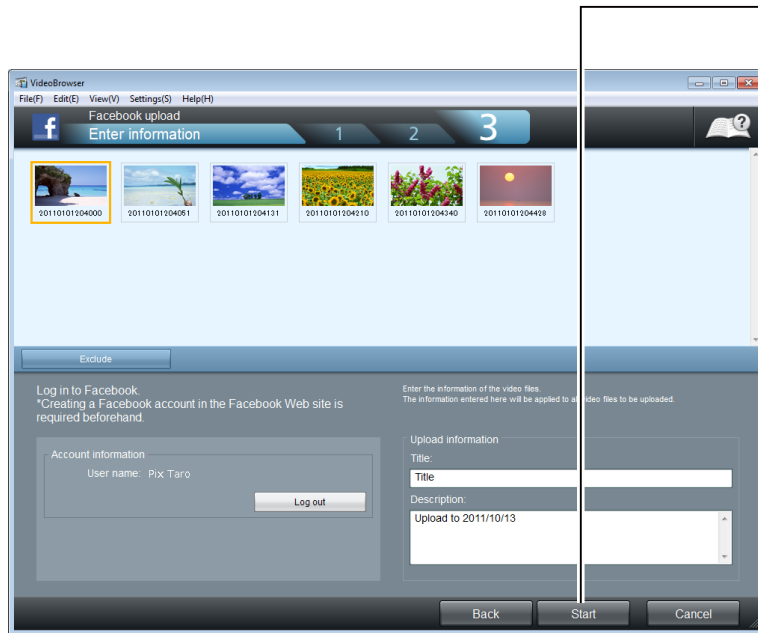 VideoBrowser
File(F) Edit(E) View(V) Settings(S) Help(H)
f
Facebook upload
Enter information
1 2 3
?
20110101204000 20110101204051 20110101204131 20110101204210 20110101204340 20110101204428
Exclude
Log in to Facebook.
*Creating a Facebook account in the Facebook Web site is
required beforehand.
Enter the information of the video files.
The information entered here will be applied to all video files to be uploaded.
Account information
User name: Pix Taro
Log out
Upload information
Title:
Title
Description:
Upload to 2011/10/13
Back Start Cancel